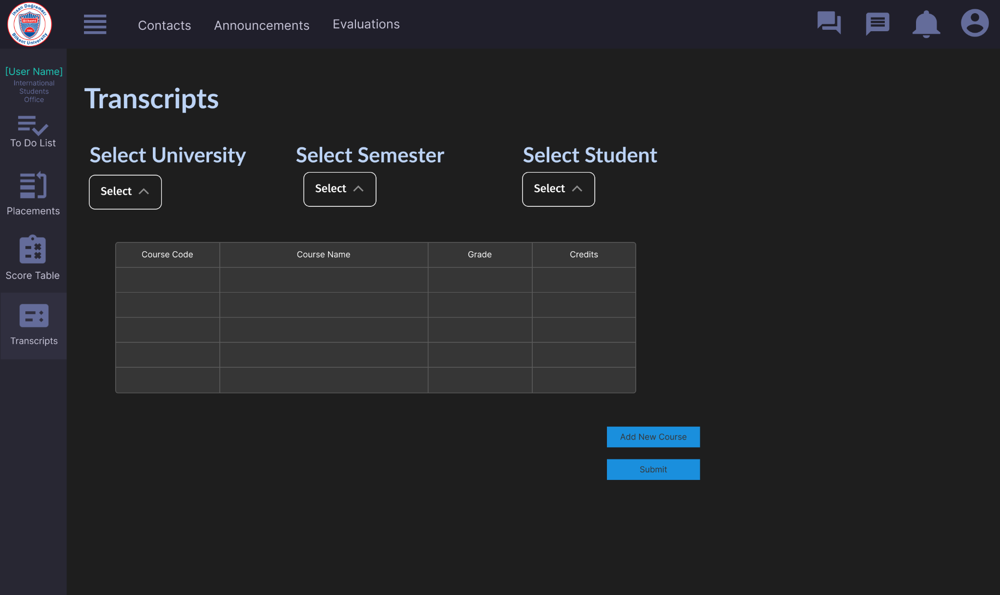 İhsan Doğramacı
Bilkent
1984
Bilkent University
Contacts
Announcements
Evaluations
[User Name]
International
Students
Office
To Do List
Placements
Score Table
Transcripts
Transcripts
Select University
Select Semester
Select Student
Select
Select
Select
Course Code
Course Name
Grade
Credits
Add New Course
Submit